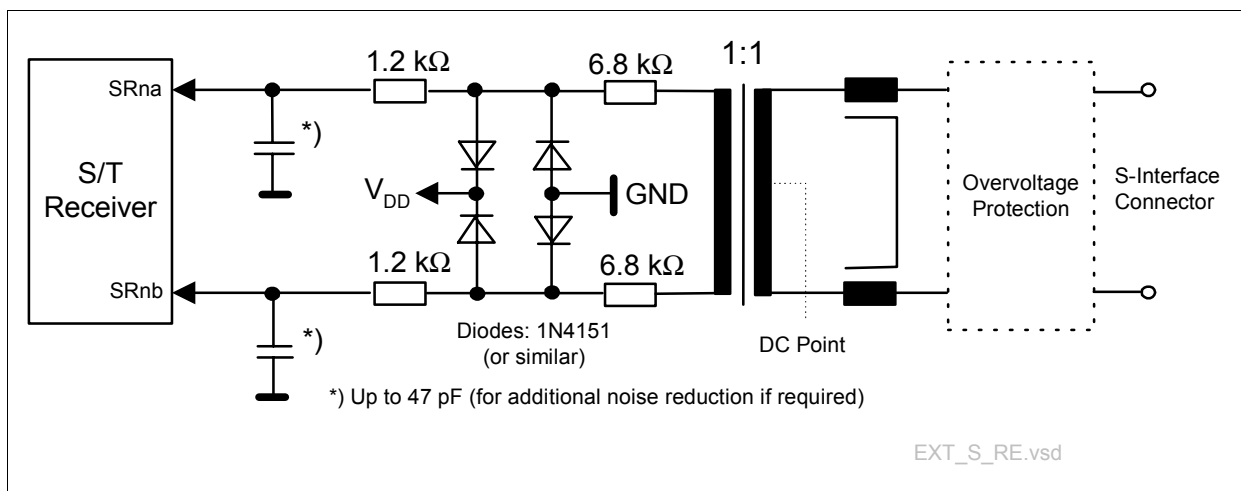 1.2 kΩ
6.8 kΩ
1:1
SRna
*)
S/T
Receiver
VDD
GND
Overvoltage
Protection
S-Interface
Connector
1.2 kΩ
6.8 kΩ
SRnb
*)
Diodes: 1N4151
(or similar)
DC Point
*) Up to 47 pF (for additional noise reduction if required)
EXT_S_RE.vsd